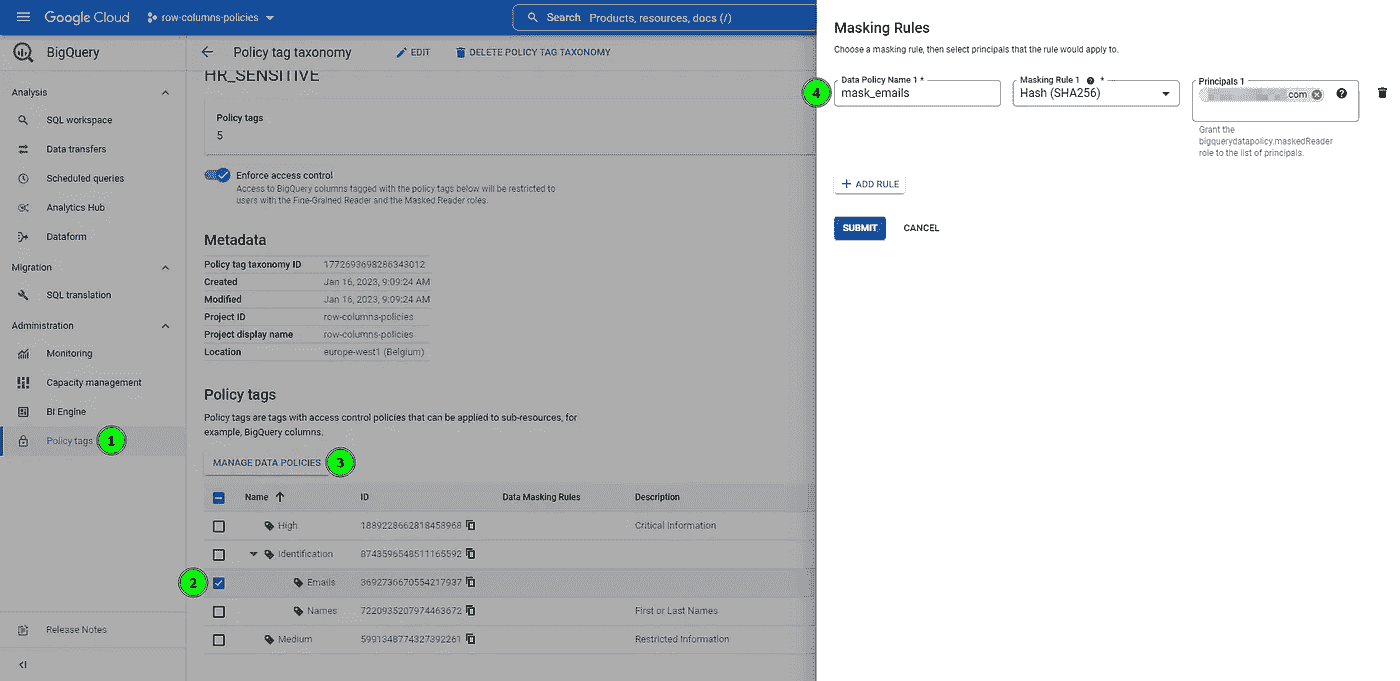 Google Cloud
row-columns-policies
Search Products, resources, docs (/)
BigQuery
Analysis
SQL workspace
Data transfers
Scheduled queries
Analytics Hub
Dataform
Migration
SQL translation
Administration
Monitoring
Capacity management
BI Engine
Policy tags
1
Release Notes
Policy tag taxonomy
EDIT
DELETE POLICY TAG TAXONOMY
HR_SENSITIVE
Policy tags
5
Enforce access control
Access to BigQuery columns tagged with the policy tags below will be restricted to
users with the Fine-Grained Reader and the Masked Reader roles.
Metadata
Policy tag taxonomy ID 1772693698286343012
Created Jan 16, 2023, 9:09:24 AM
Modified Jan 16, 2023, 9:09:24 AM
Project ID row-columns-policies
Project display name row-columns-policies
Location europe-west1 (Belgium)
Policy tags
Policy tags are tags with access control policies that can be applied to sub-resources, for
example, BigQuery columns.
MANAGE DATA POLICIES
3
Name ID Data Masking Rules Description
High 1889228662818453968 Critical Information
Identification 8743596548511165592
2
Emails 3692736670554217937
Names 7220935207974463672 First or Last Names
Medium 5991348774327392261 Restricted Information
Masking Rules
Choose a masking rule, then select principals that the rule would apply to.
4
Data Policy Name 1 * Masking Rule 1 * Principals 1
mask_emails Hash (SHA256) .com
Grant the
bigquerydatapolicy.maskedReader
role to the list of principals.
ADD RULE
SUBMIT CANCEL